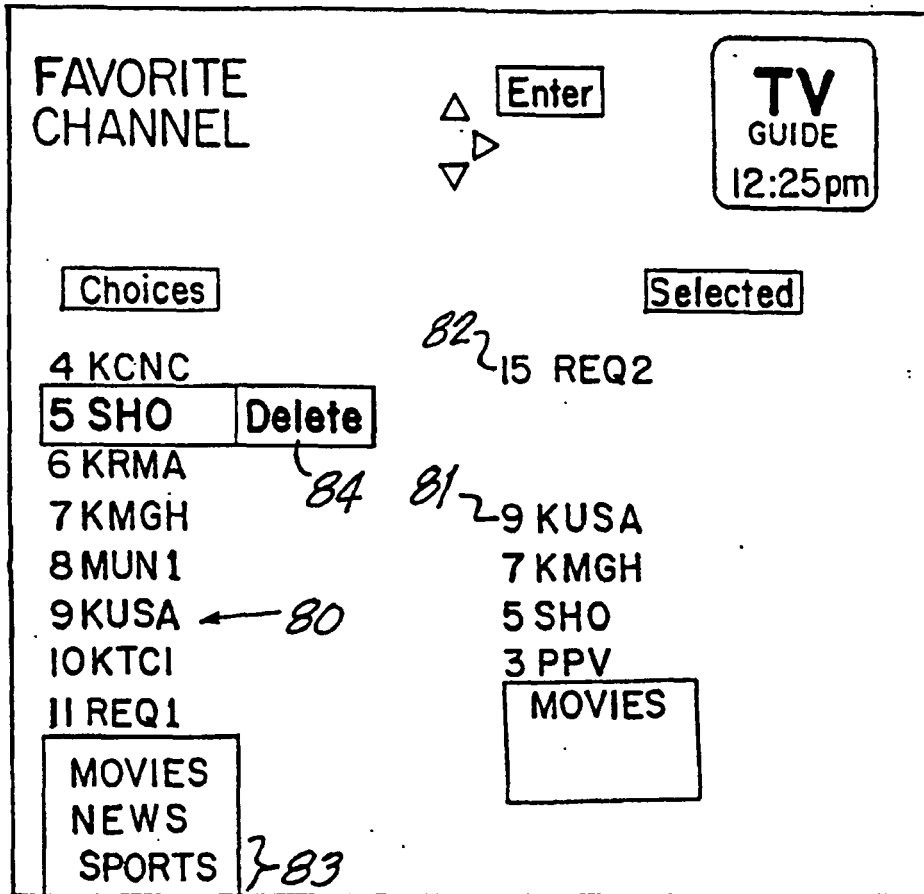 FAVORITE
CHANNEL
Enter
TV
GUIDE
12:25pm
Choices
Selected
82
4 KCNC
15 REQ2
5 SHO Delete
6 KRMA
84
81
7 KMGH
9 KUSA
8 MUN1
7 KMGH
9 KUSA
80
5 SHO
10 KTCI
3 PPV
11 REQ1
MOVIES
MOVIES
NEWS
SPORTS
83